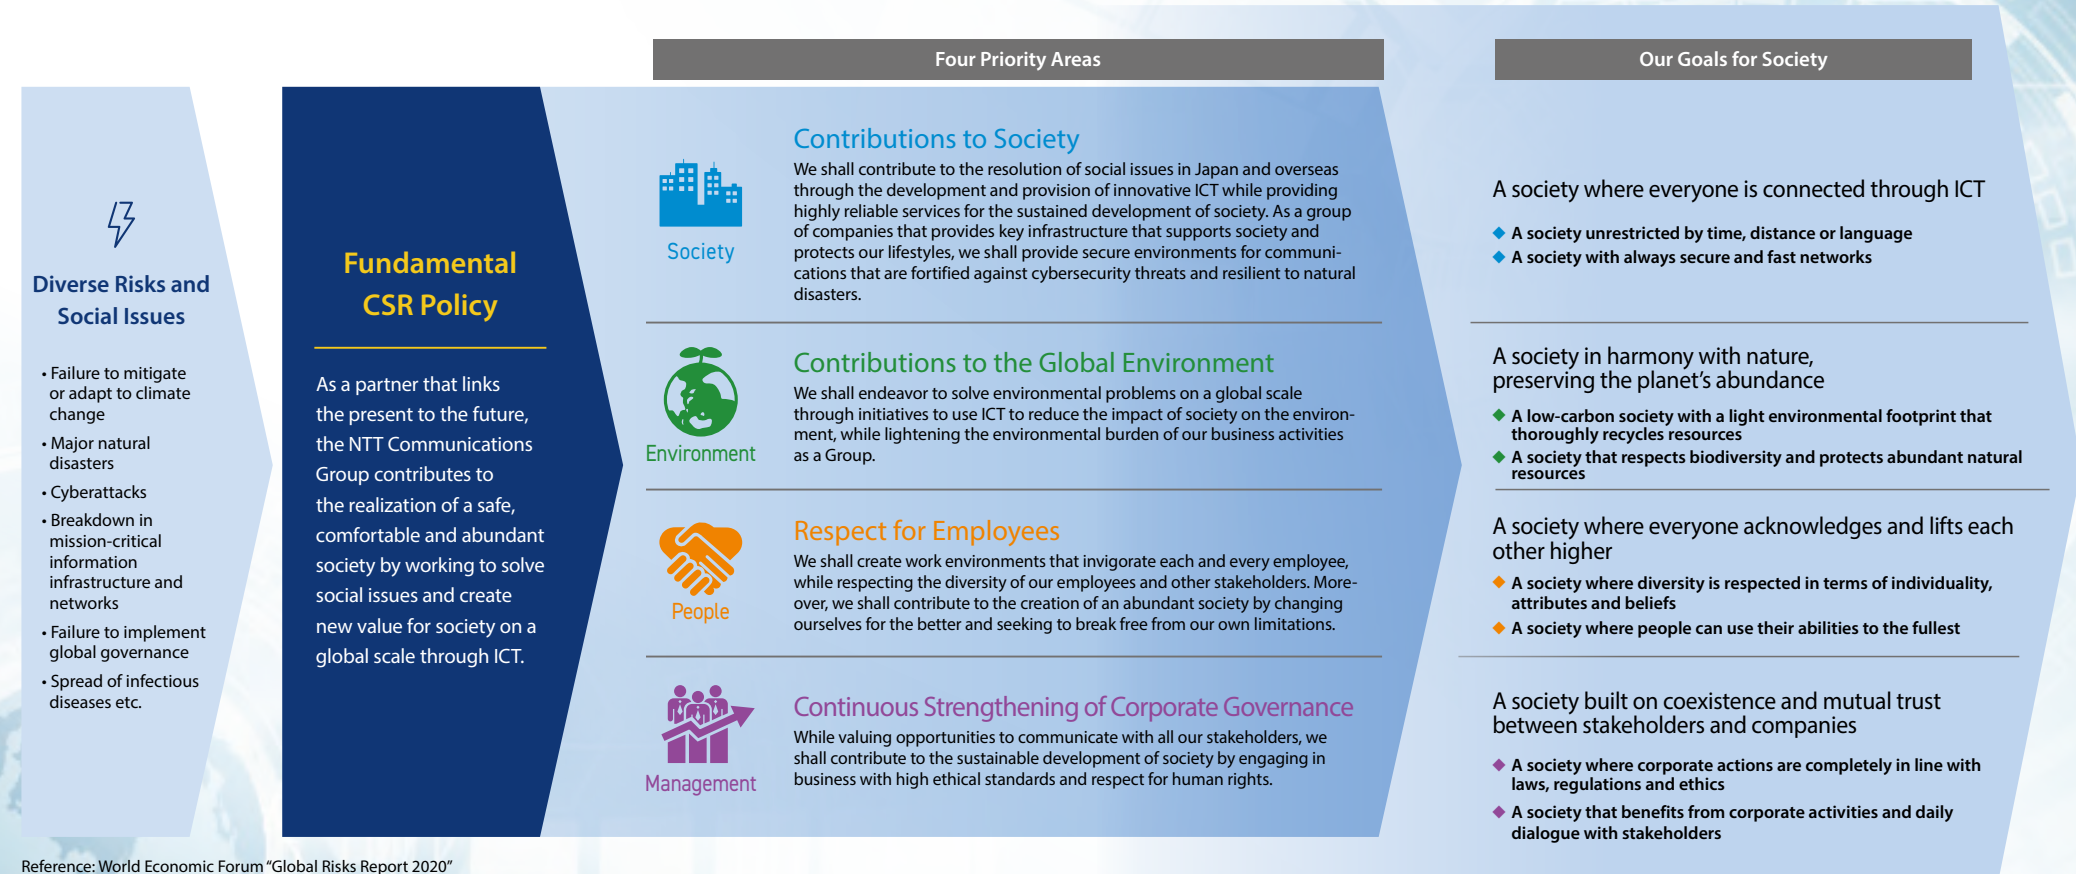 Four Priority Areas
Our Goals for Society
Diverse Risks and
Social Issues
• Failure to mitigate
or adapt to climate
change
• Major natural
disasters
• Cyberattacks
• Breakdown in
mission-critical
information
infrastructure and
networks
• Failure to implement
global governance
• Spread of infectious
diseases etc.
Fundamental
CSR Policy
As a partner that links
the present to the future,
the NTT Communications
Group contributes to
the realization of a safe,
comfortable and abundant
society by working to solve
social issues and create
new value for society on a
global scale through ICT.
Society
Contributions to Society
We shall contribute to the resolution of social issues in Japan and overseas
through the development and provision of innovative ICT while providing
highly reliable services for the sustained development of society. As a group
of companies that provides key infrastructure that supports society and
protects our lifestyles, we shall provide secure environments for communi-
cations that are fortified against cybersecurity threats and resilient to natural
disasters.
A society where everyone is connected through ICT
◆ A society unrestricted by time, distance or language
◆ A society with always secure and fast networks
Environment
Contributions to the Global Environment
We shall endeavor to solve environmental problems on a global scale
through initiatives to use ICT to reduce the impact of society on the environ-
ment, while lightening the environmental burden of our business activities
as a Group.
A society in harmony with nature,
preserving the planet's abundance
◆ A low-carbon society with a light environmental footprint that
thoroughly recycles resources
◆ A society that respects biodiversity and protects abundant natural
resources
People
Respect for Employees
We shall create work environments that invigorate each and every employee,
while respecting the diversity of our employees and other stakeholders. More-
over, we shall contribute to the creation of an abundant society by changing
ourselves for the better and seeking to break free from our own limitations.
A society where everyone acknowledges and lifts each
other higher
◆ A society where diversity is respected in terms of individuality,
attributes and beliefs
◆ A society where people can use their abilities to the fullest
Management
Continuous Strengthening of Corporate Governance
While valuing opportunities to communicate with all our stakeholders, we
shall contribute to the sustainable development of society by engaging in
business with high ethical standards and respect for human rights.
A society built on coexistence and mutual trust
between stakeholders and companies
◆ A society where corporate actions are completely in line with
laws, regulations and ethics
◆ A society that benefits from corporate activities and daily
dialogue with stakeholders
Reference: World Economic Forum “Global Risks Report 2020”